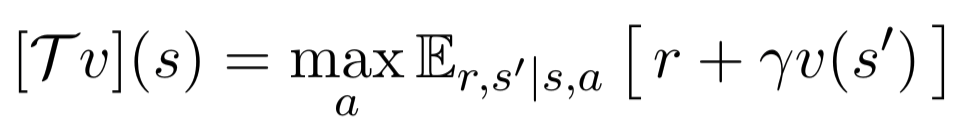 [𝒯v](s) = max_a 𝔼_{r,s′|s,a} [ r + γv(s′) ]